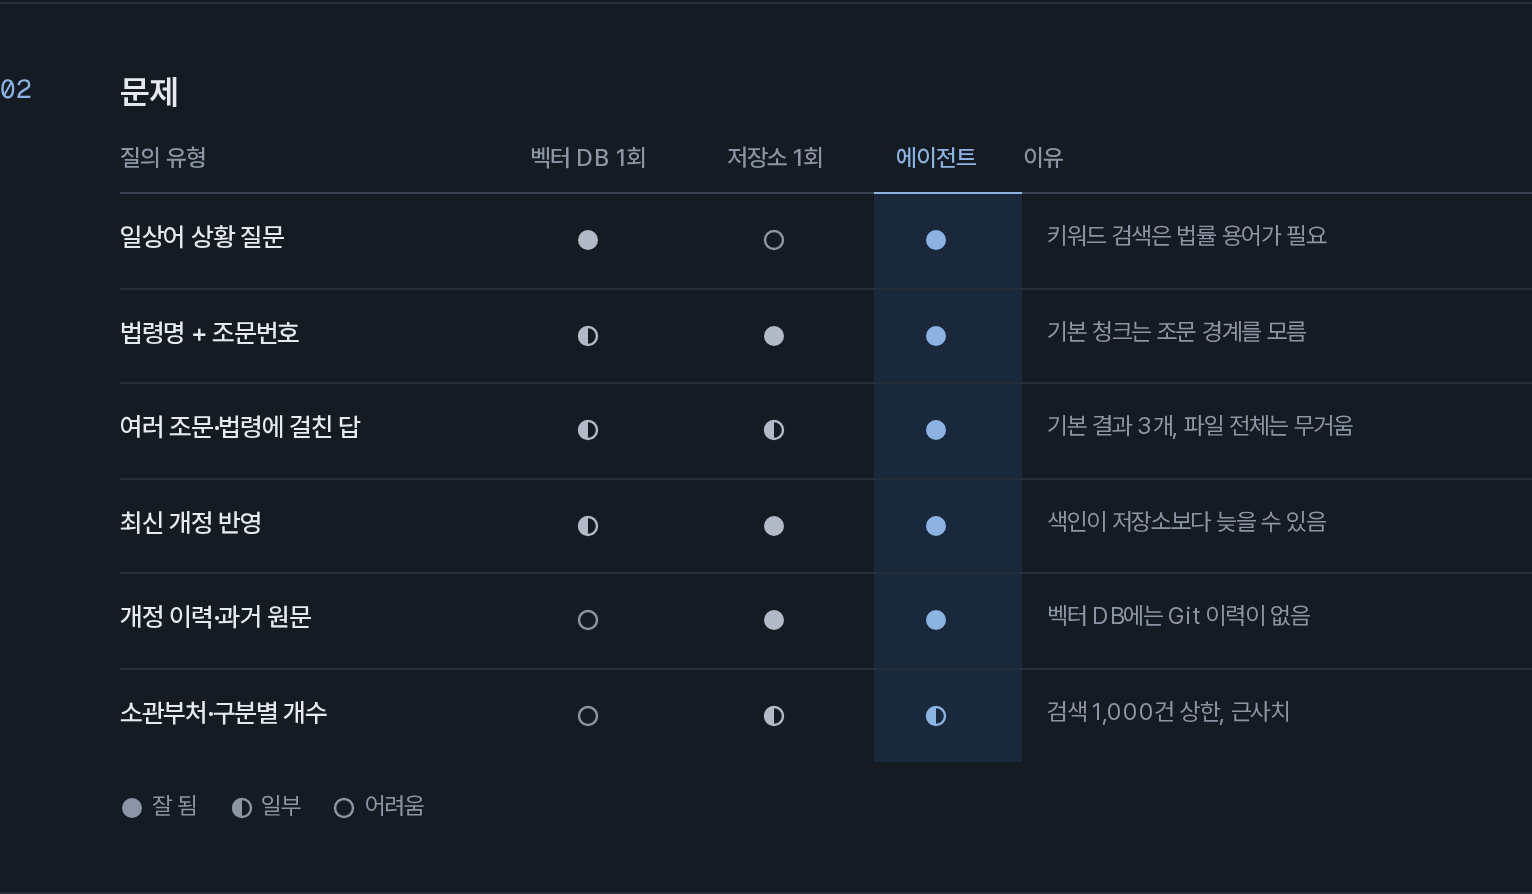 02
문제
질의 유형 벡터 DB 1회 저장소 1회 에이전트 이유
일상어 상황 질문 ● ○ ● 키워드 검색은 법률 용어가 필요
법령명 + 조문번호 ◐ ● ● 기본 청크는 조문 경계를 모름
여러 조문·법령에 걸친 답 ◐ ◐ ● 기본 결과 3개, 파일 전체는 무거움
최신 개정 반영 ◐ ● ● 색인이 저장소보다 늦을 수 있음
개정 이력·과거 원문 ○ ● ● 벡터 DB에는 Git 이력이 없음
소관부처·구분별 개수 ○ ◐ ◐ 검색 1,000건 상한, 근사치
● 잘 됨 ◐ 일부 ○ 어려움